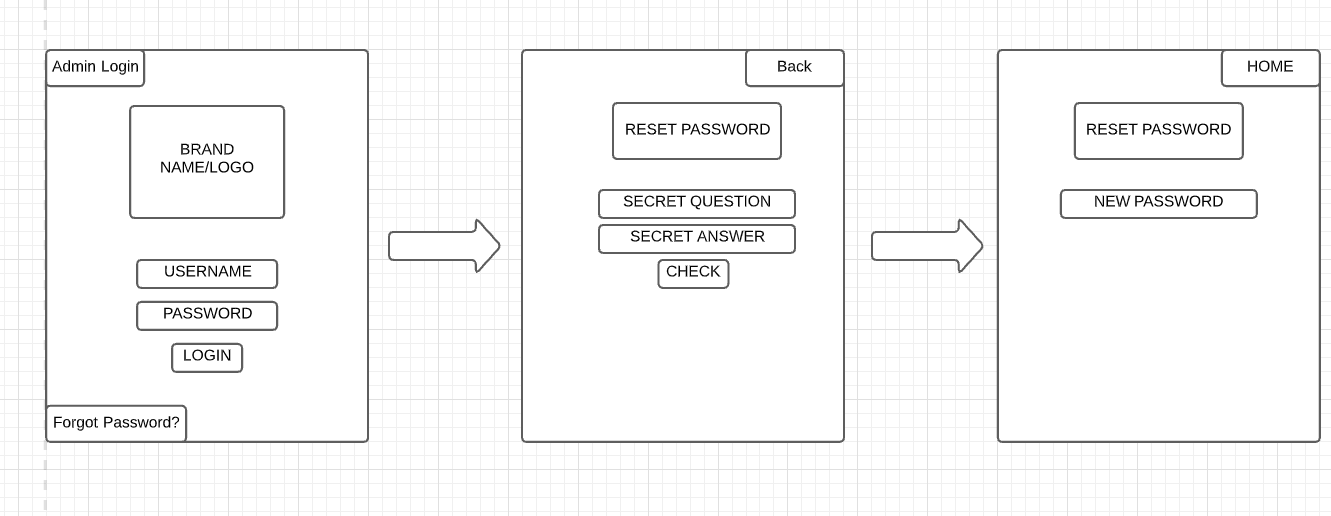 Admin Login
BRAND
NAME/LOGO
USERNAME
PASSWORD
LOGIN
Forgot Password?
Back
RESET PASSWORD
SECRET QUESTION
SECRET ANSWER
CHECK
HOME
RESET PASSWORD
NEW PASSWORD